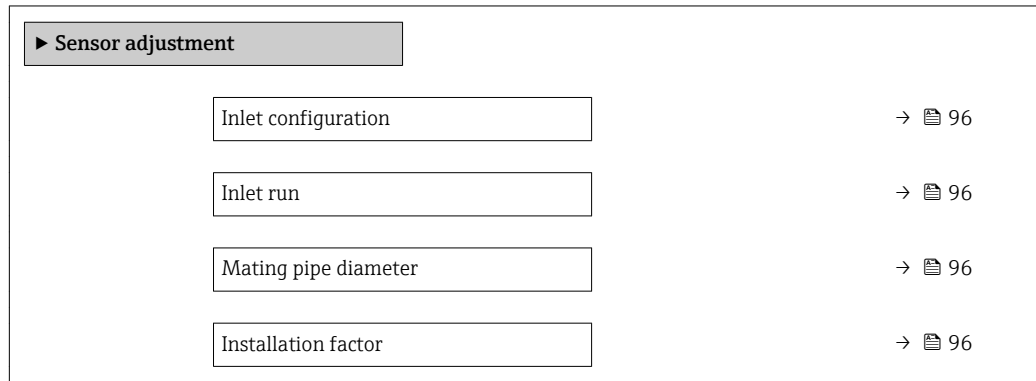 ▶ Sensor adjustment
Inlet configuration → 96
Inlet run → 96
Mating pipe diameter → 96
Installation factor → 96